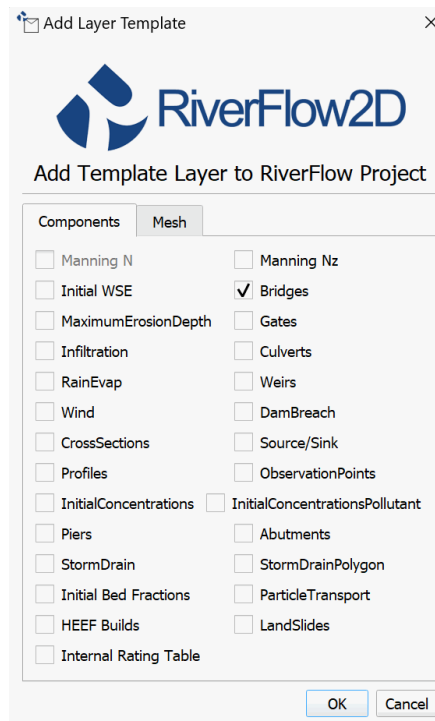 Add Layer Template
RiverFlow2D
Add Template Layer to RiverFlow Project
Components Mesh
Manning N Manning Nz
Initial WSE Bridges
MaximumErosionDepth Gates
Infiltration Culverts
RainEvap Weirs
Wind DamBreach
CrossSections Source/Sink
Profiles ObservationPoints
InitialConcentrations InitialConcentrationsPollutant
Piers Abutments
StormDrain StormDrainPolygon
Initial Bed Fractions ParticleTransport
HEEF Builds LandSlides
Internal Rating Table
OK Cancel